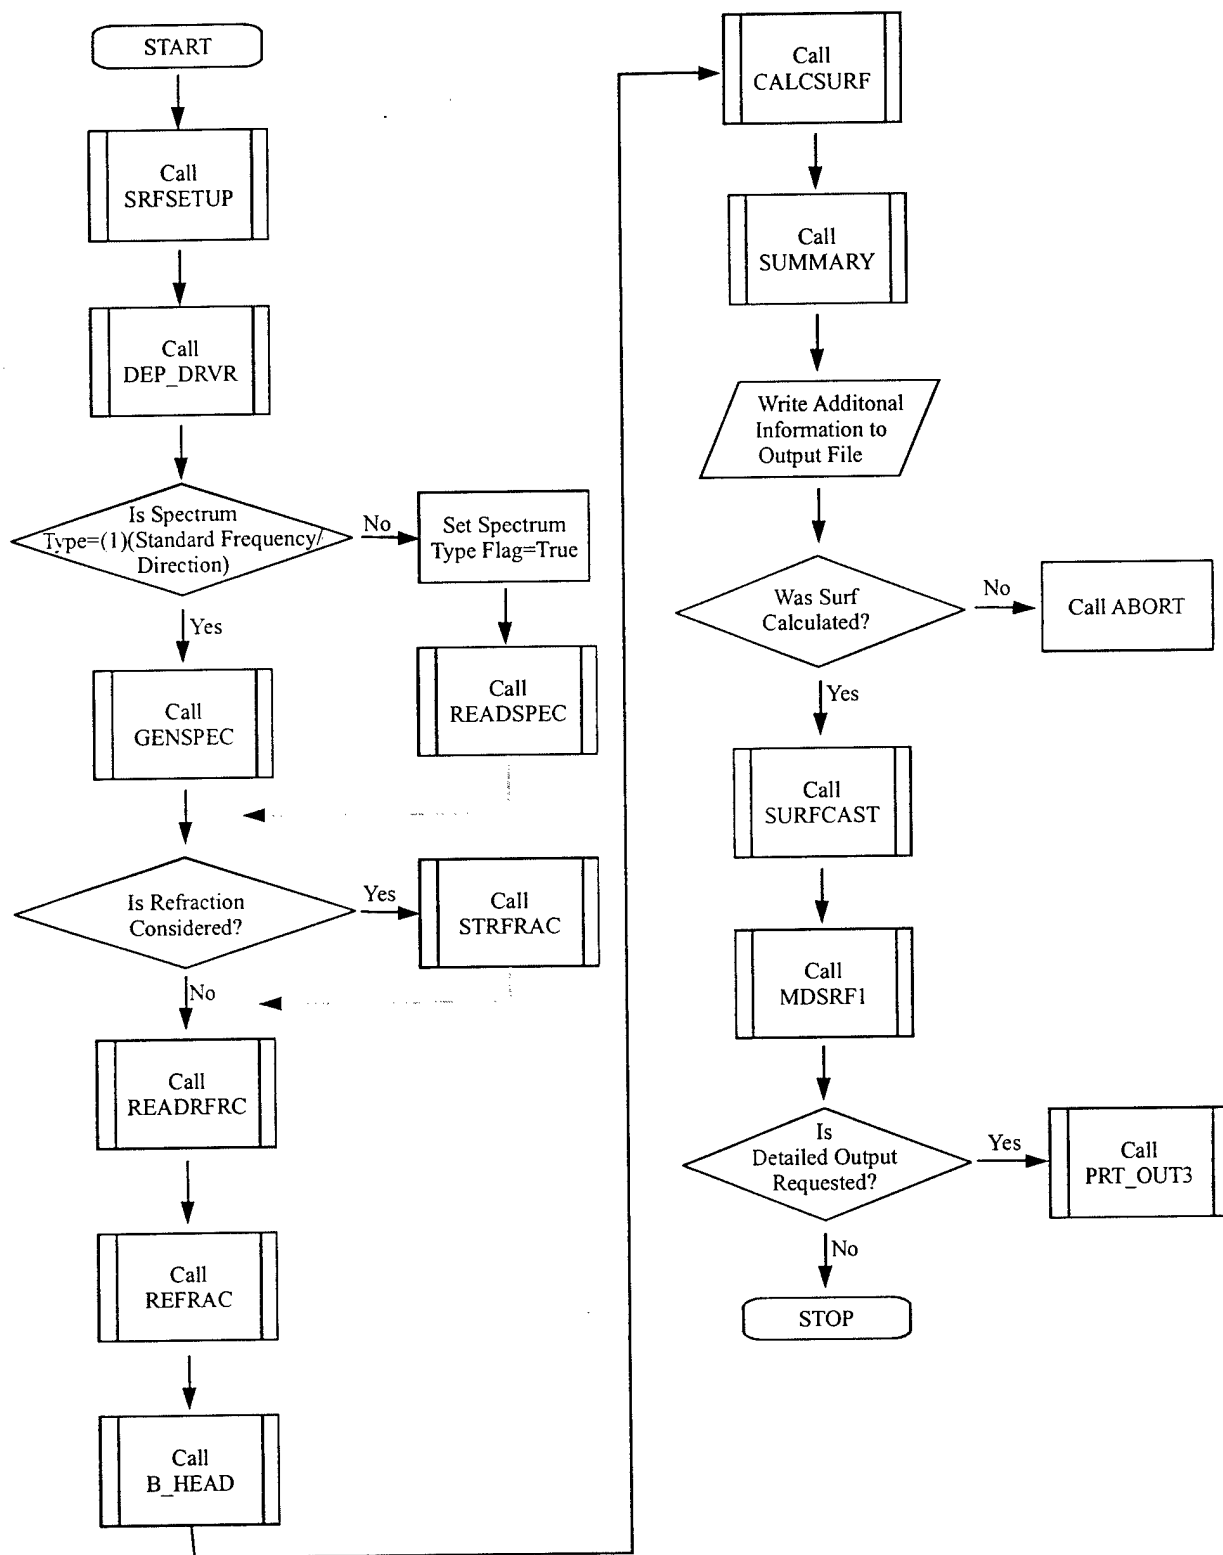 START
Call
SRFSETUP
Call
DEP_DRVR
Is Spectrum
Type=(1)(Standard Frequency/
Direction)
No
Set Spectrum
Type Flag=True
Yes
Call
GENSPEC
Call
READSPEC
Is Refraction
Considered?
Yes
Call
STRFRAC
No
Call
READRFRC
Call
REFRAC
Call
B_HEAD
Call
CALCSURF
Call
SUMMARY
Write Additonal
Information to
Output File
Was Surf
Calculated?
No
Call ABORT
Yes
Call
SURFCAST
Call
MDSRF1
Is
Detailed Output
Requested?
Yes
Call
PRT_OUT3
No
STOP